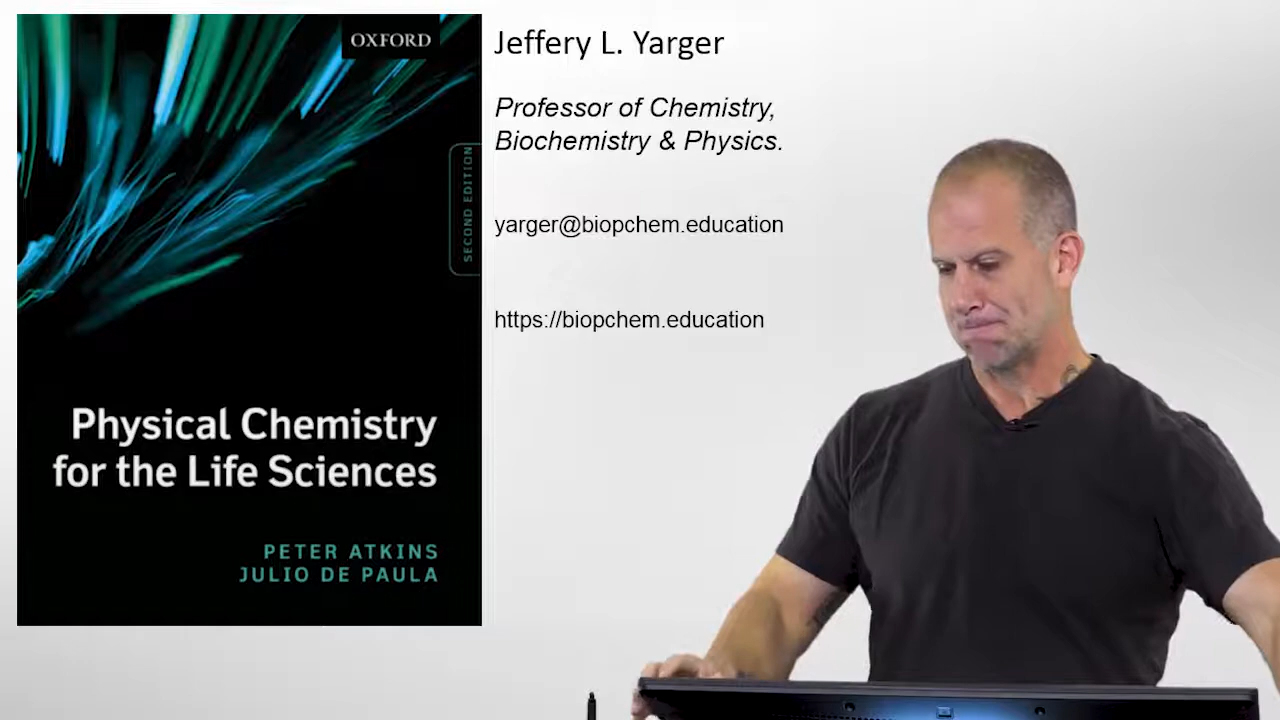 OXFORD
SECOND EDITION
Physical Chemistry
for the Life Sciences
PETER ATKINS
JULIO DE PAULA
Jeffery L. Yarger
Professor of Chemistry,
Biochemistry & Physics.
yarger@biopchem.education
https://biopchem.education